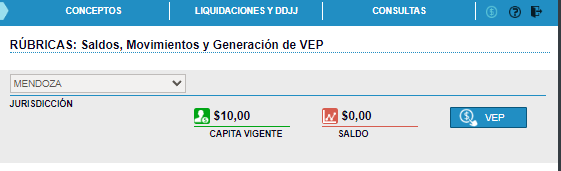 CONCEPTOS LIQUIDACIONES Y DDJJ CONSULTAS
RÚBRICAS: Saldos, Movimientos y Generación de VEP
MENDOZA
JURISDICCIÓN
$10,00 $0,00 VEP
CAPITA VIGENTE SALDO